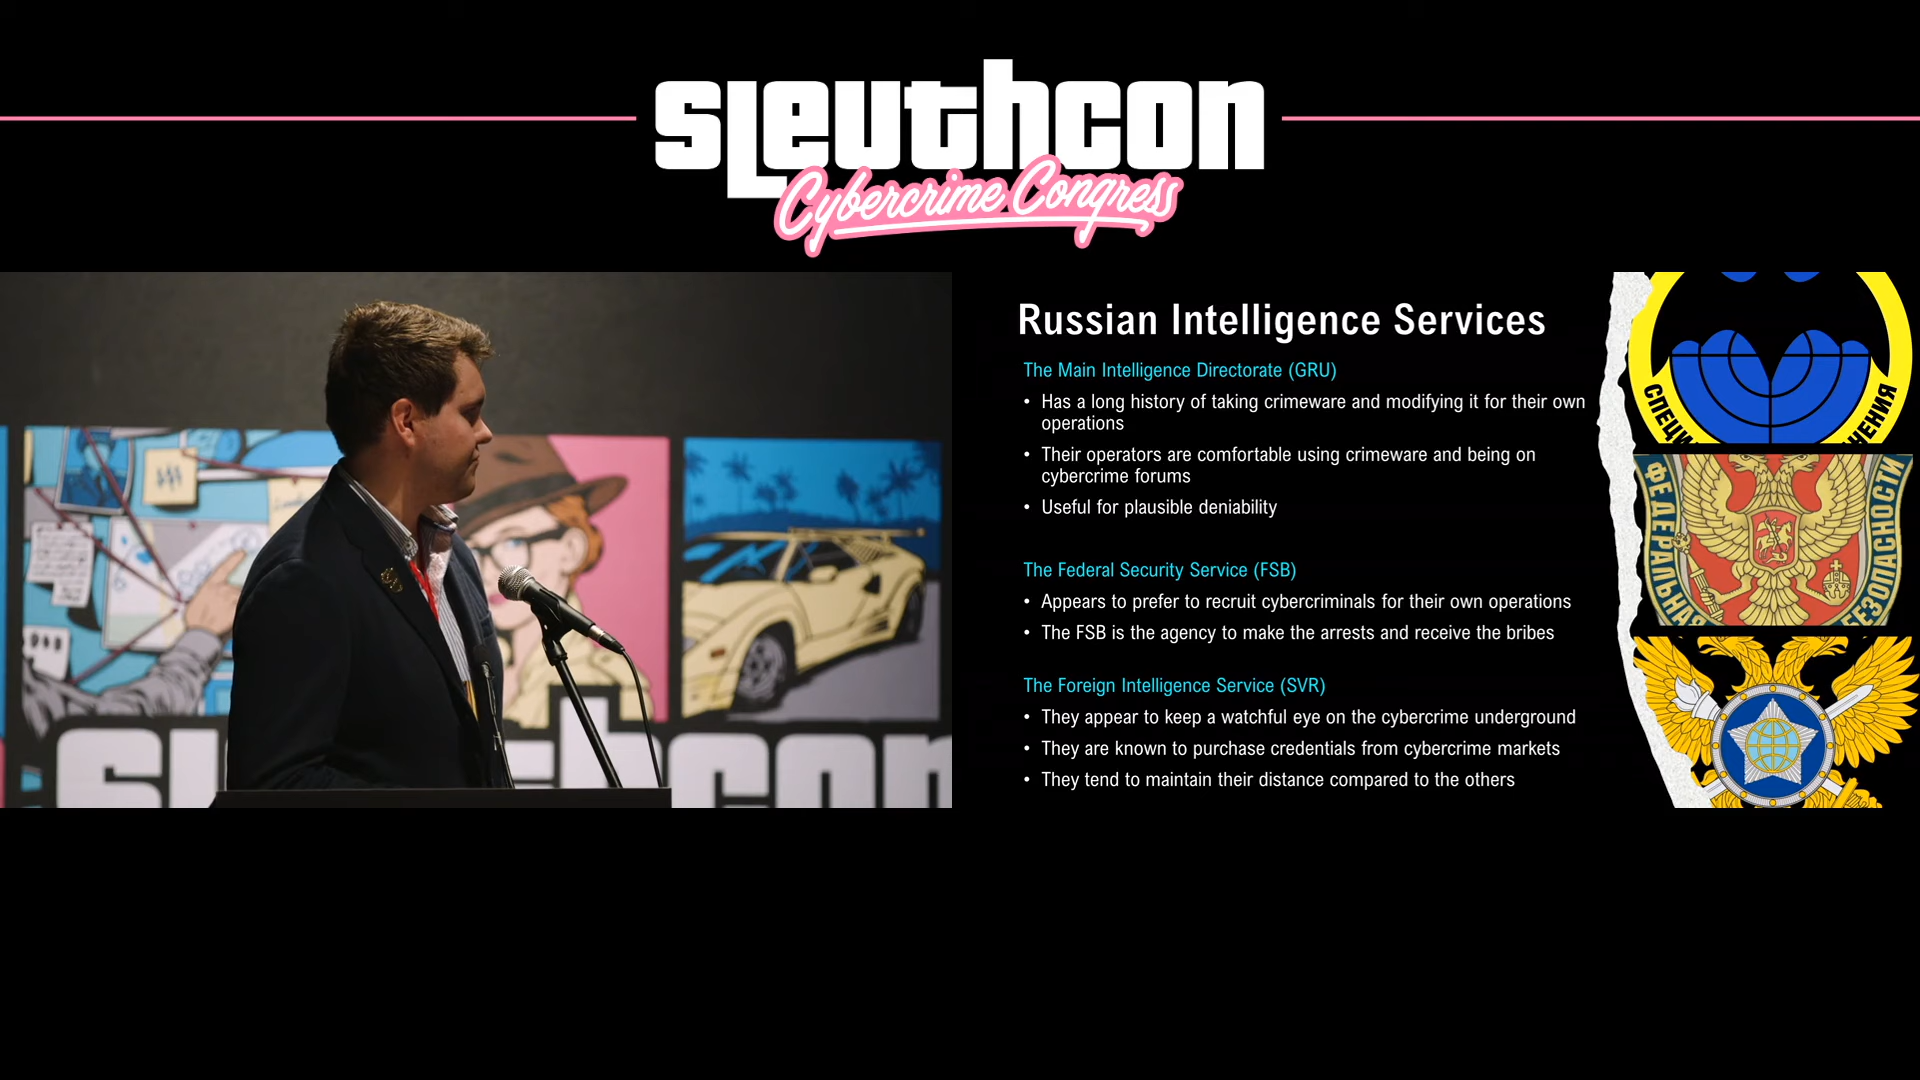 sleuthcon
Cybercrime Congress
Russian Intelligence Services
The Main Intelligence Directorate (GRU)
• Has a long history of taking crimeware and modifying it for their own
operations
• Their operators are comfortable using crimeware and being on
cybercrime forums
• Useful for plausible deniability
The Federal Security Service (FSB)
• Appears to prefer to recruit cybercriminals for their own operations
• The FSB is the agency to make the arrests and receive the bribes
The Foreign Intelligence Service (SVR)
• They appear to keep a watchful eye on the cybercrime underground
• They are known to purchase credentials from cybercrime markets
• They tend to maintain their distance compared to the others
ФЕДЕРАЛЬНАЯ
БЕЗОПАСНОСТИ